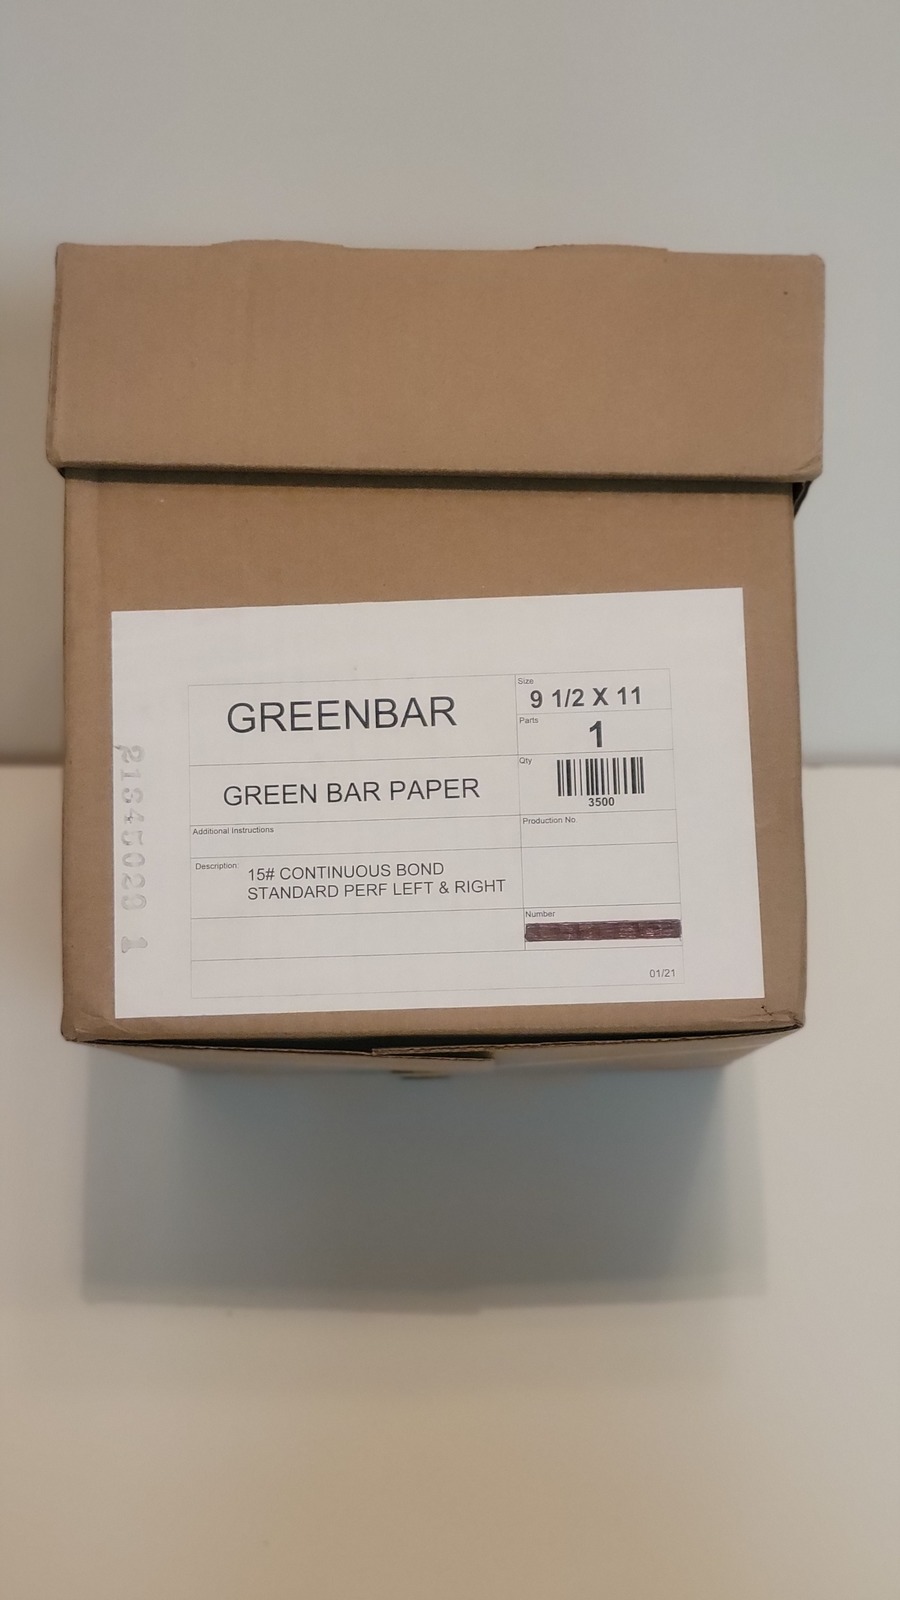 GREENBAR
Size
9 1/2 X 11
Parts
1
GREEN BAR PAPER
Qty
3500
Additional Instructions
Production No.
Description:
15# CONTINUOUS BOND
STANDARD PERF LEFT & RIGHT
Number
01/21